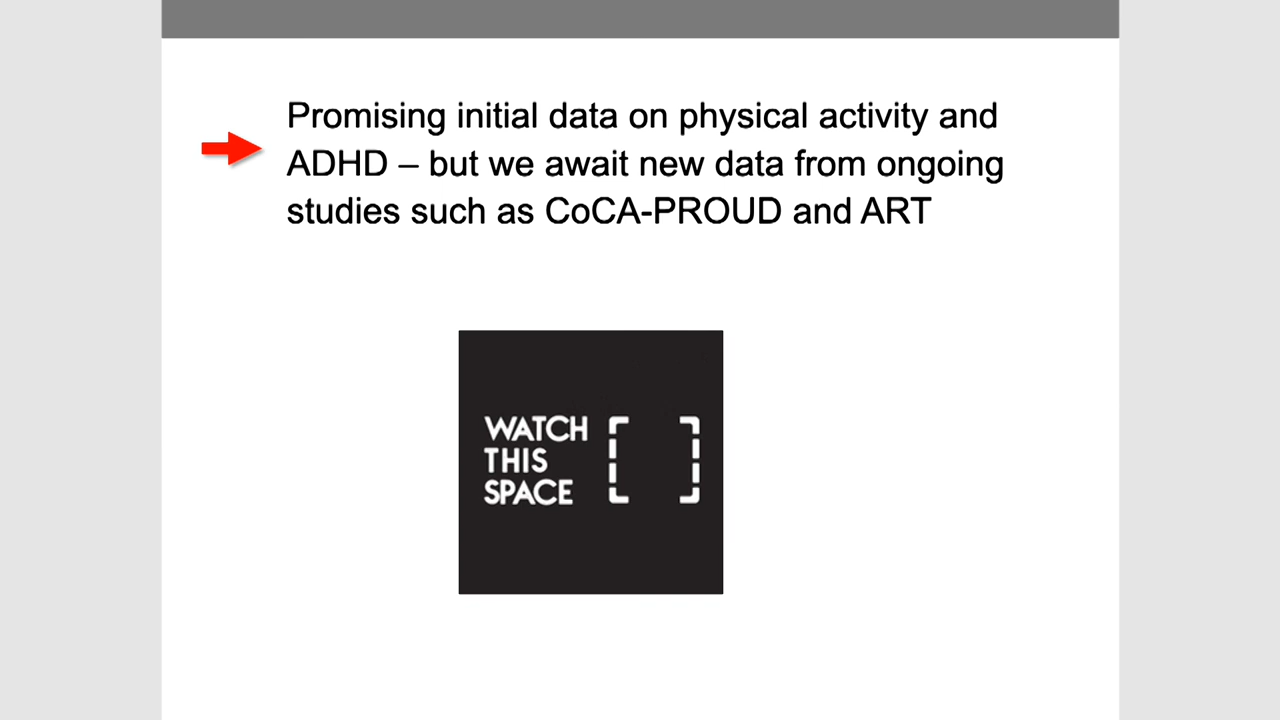 Promising initial data on physical activity and
ADHD – but we await new data from ongoing
studies such as CoCA-PROUD and ART
WATCH
THIS
SPACE